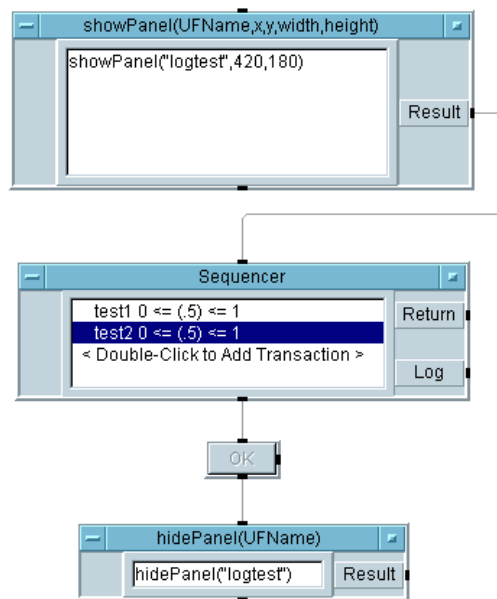 showPanel(UFName,x,y,width,height)
showPanel("logtest",420,180)
Result
Sequencer
test1 0 <= (.5) <= 1
test2 0 <= (.5) <= 1
< Double-Click to Add Transaction >
Return
Log
OK
hidePanel(UFName)
hidePanel("logtest")
Result